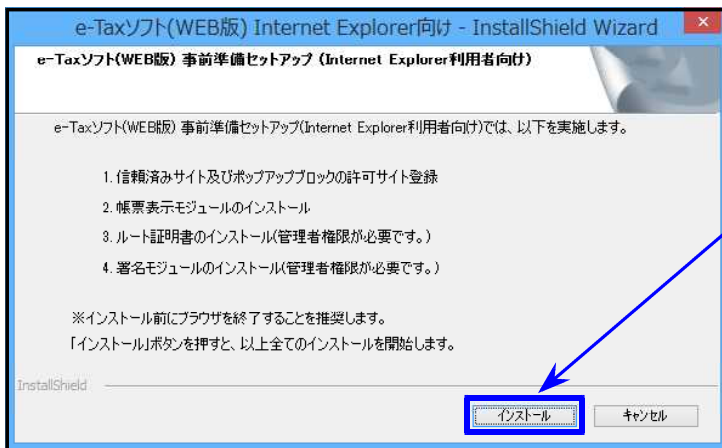 e-Taxソフト(WEB版) Internet Explorer向け - InstallShield Wizard
e-Taxソフト(WEB版) 事前準備セットアップ (Internet Explorer利用者向け)
e-Taxソフト(WEB版) 事前準備セットアップ(Internet Explorer利用者向け)では、以下を実施します。
1. 信頼済みサイト及びポップアップブロックの許可サイト登録
2. 帳票表示モジュールのインストール
3. ルート証明書のインストール(管理者権限が必要です。)
4. 署名モジュールのインストール(管理者権限が必要です。)
※インストール前にブラウザを終了することを推奨します。
「インストール」ボタンを押すと、以上全てのインストールを開始します。
InstallShield
インストール
キャンセル